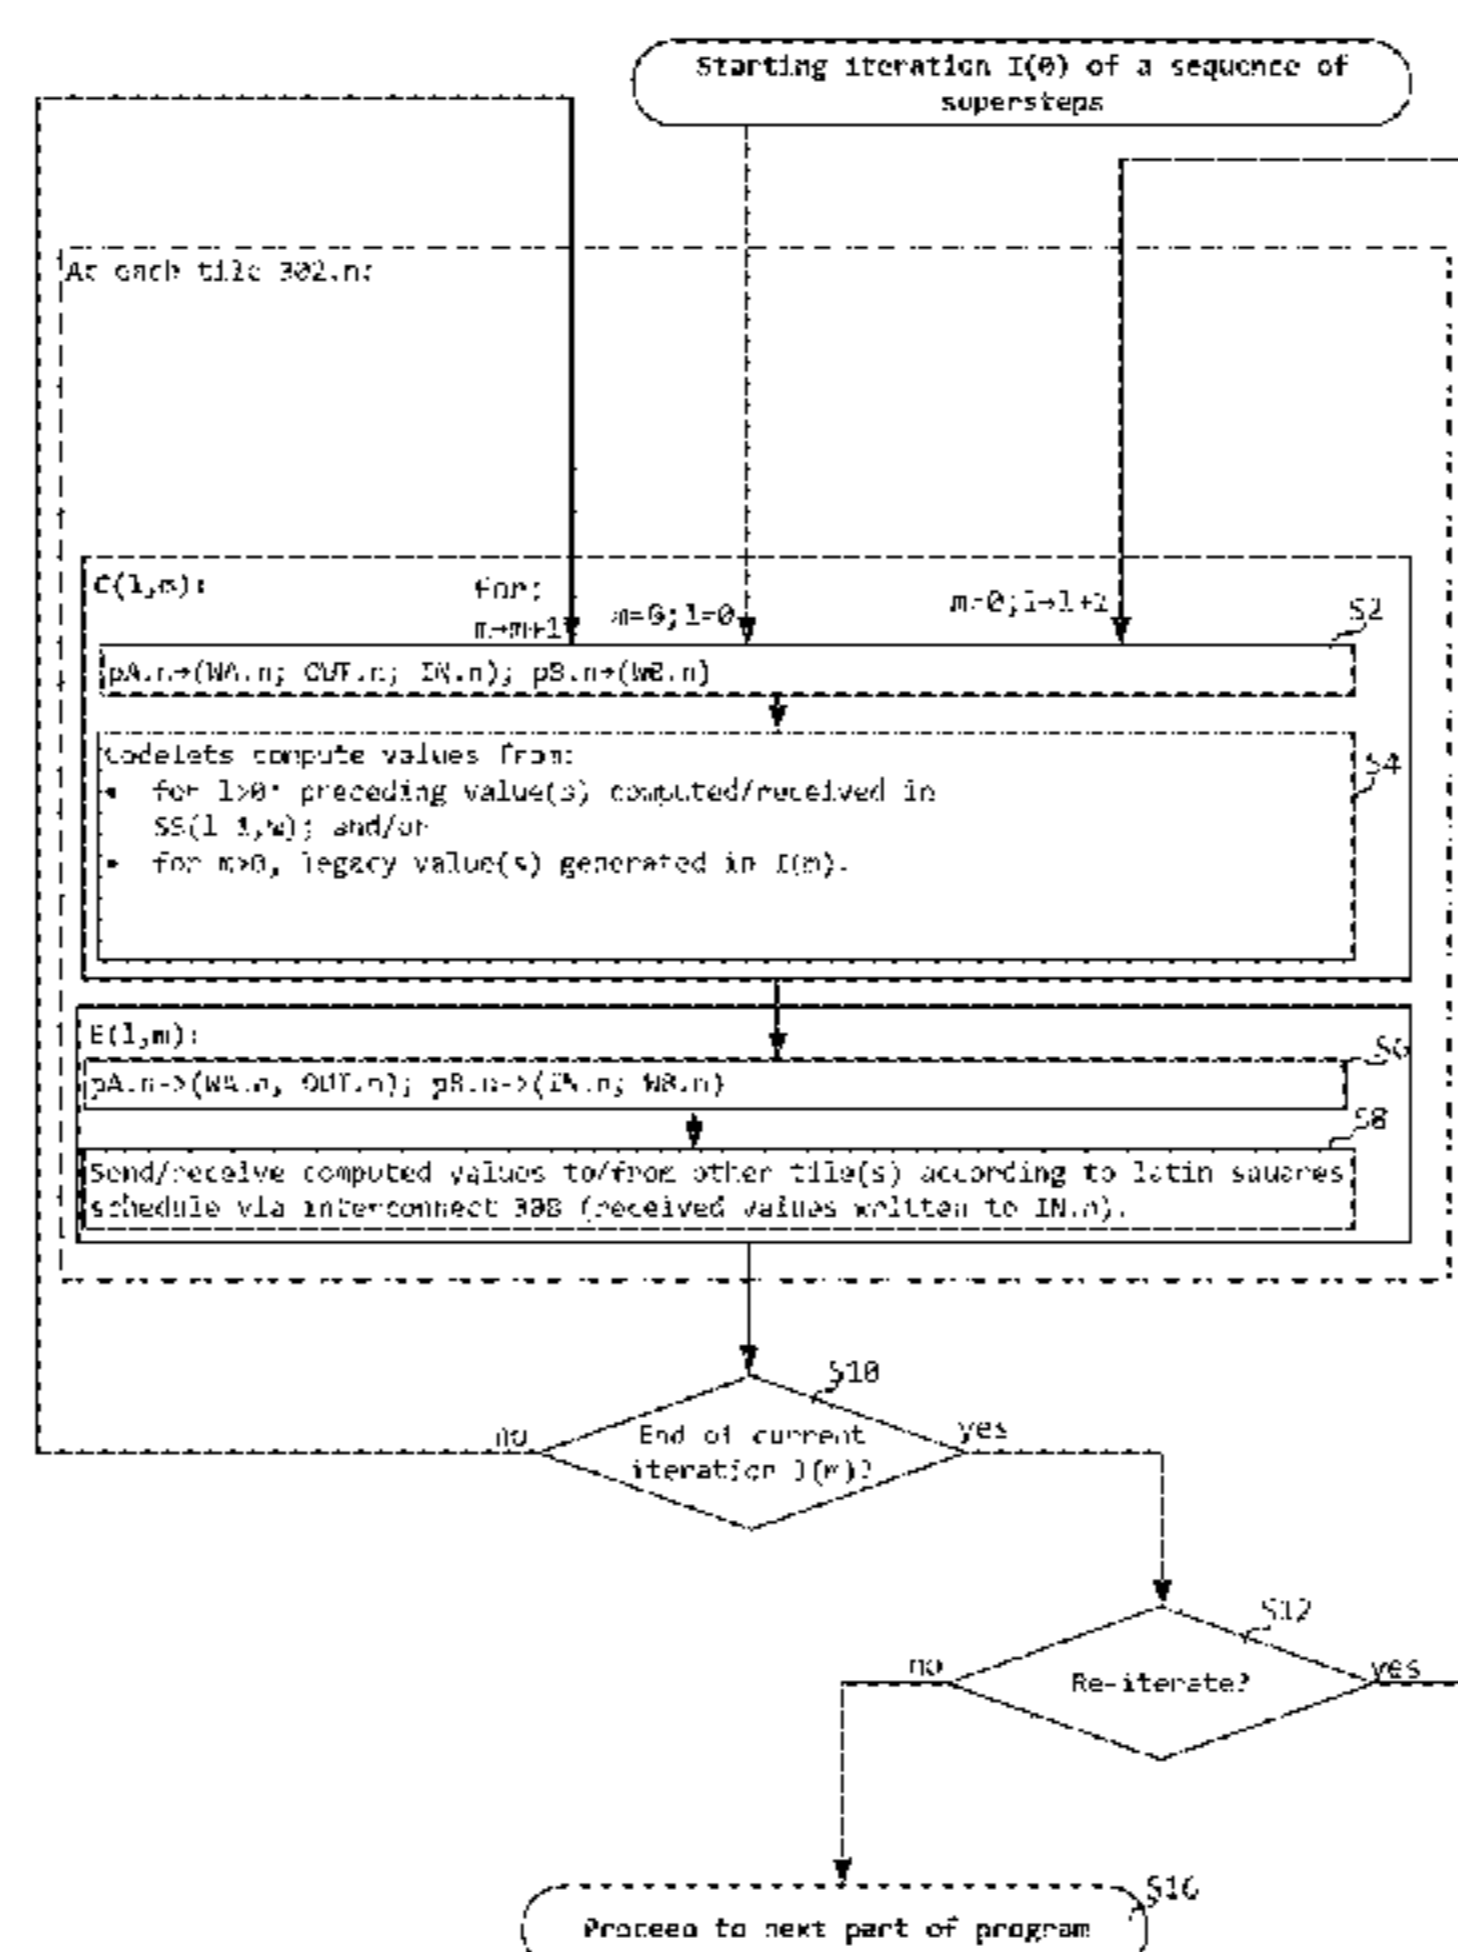 Starting iteration I(0) of a sequence of
supersteps
At each tile 302.n:
C(l,m):
for:
m→m+1
m=0;l=0
m=0;l→l+1
S2
pA.n→(WA.n; OUT.n; IN.n); pB.n→(WB.n)
Codelets compute values from:
S4
• for l>0: preceding value(s) computed/received in
SS(l-1,m); and/or
• for m>0, legacy value(s) generated in I(m).
E(l,m):
S6
pA.n->(WA.n, OUT.n); pB.n->(IN.n; WB.n)
S8
Send/receive computed values to/from other tile(s) according to latin squares
schedule via interconnect 308 (received values written to IN.n).
S10
no
End of current
iteration I(m)?
yes
S12
no
Re-iterate?
yes
S16
Proceed to next part of program